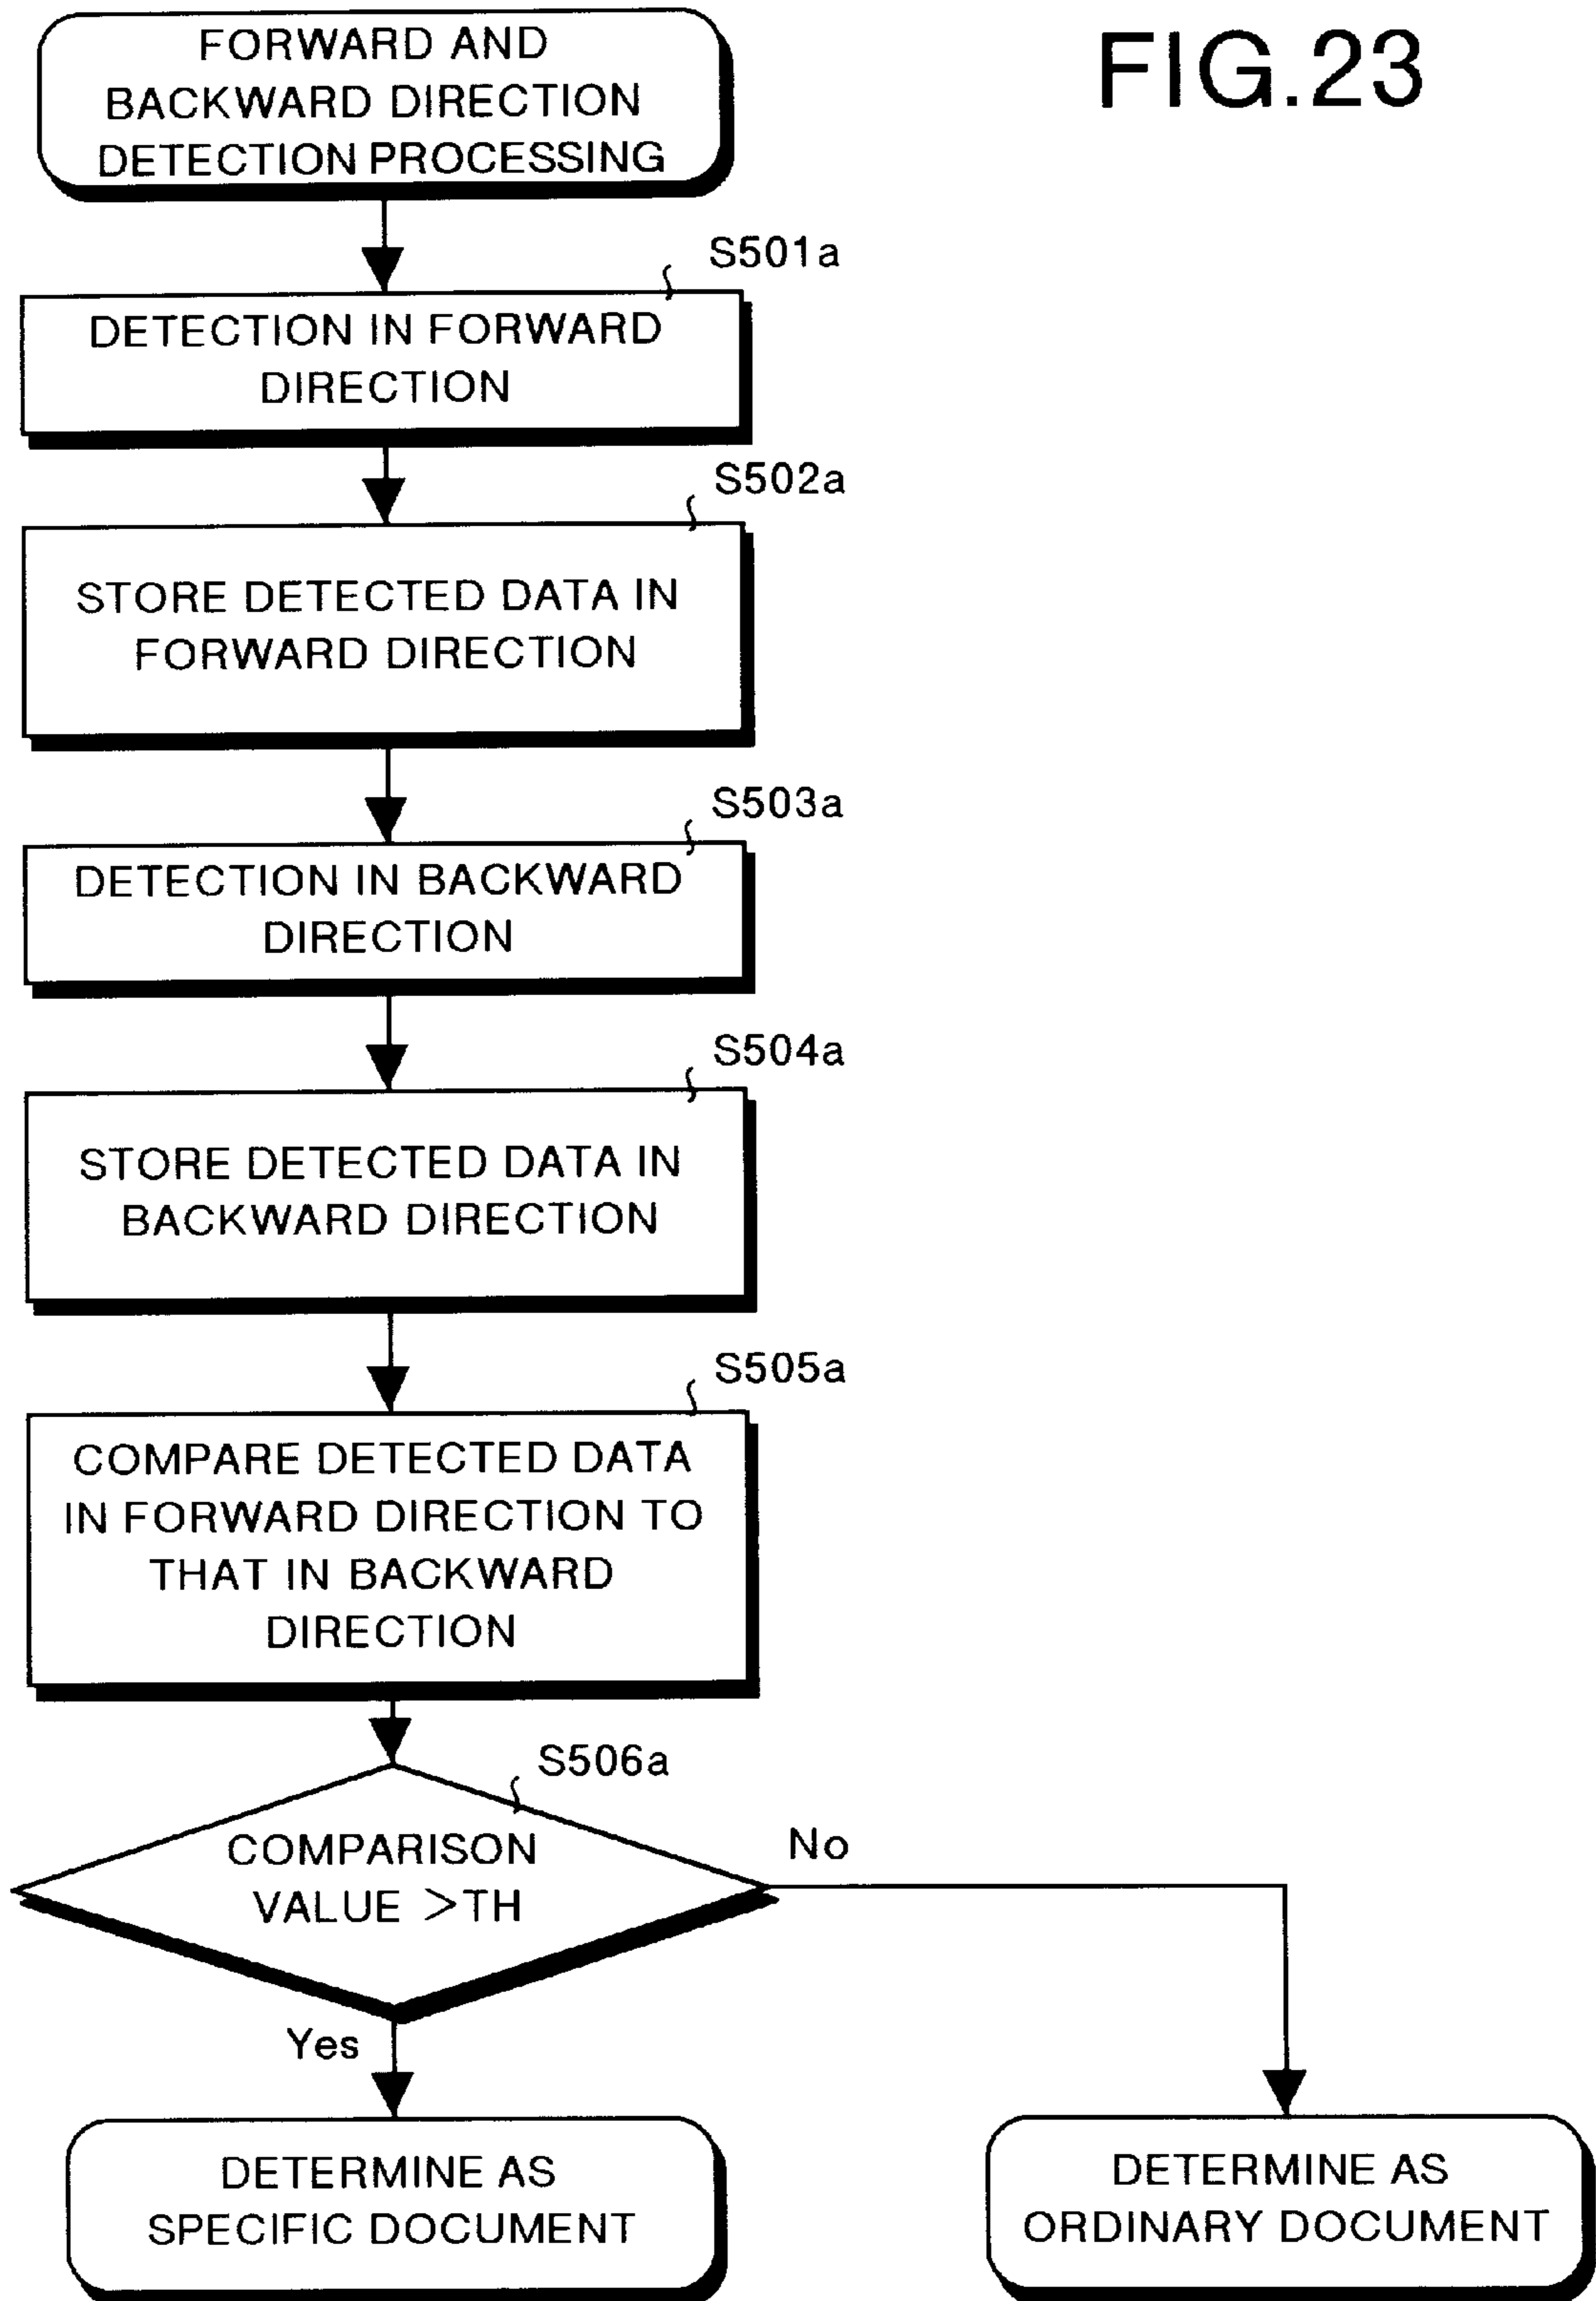 FIG.23
FORWARD AND
BACKWARD DIRECTION
DETECTION PROCESSING
S501a
DETECTION IN FORWARD
DIRECTION
S502a
STORE DETECTED DATA IN
FORWARD DIRECTION
S503a
DETECTION IN BACKWARD
DIRECTION
S504a
STORE DETECTED DATA IN
BACKWARD DIRECTION
S505a
COMPARE DETECTED DATA
IN FORWARD DIRECTION TO
THAT IN BACKWARD
DIRECTION
S506a
COMPARISON
VALUE >TH
No
Yes
DETERMINE AS
SPECIFIC DOCUMENT
DETERMINE AS
ORDINARY DOCUMENT